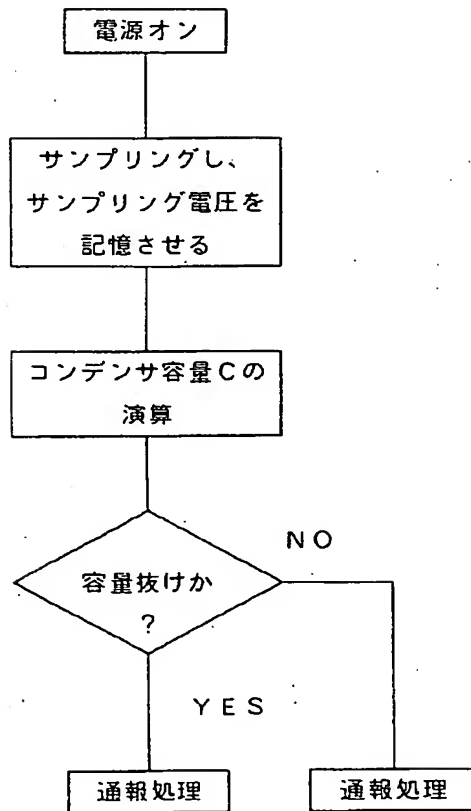 電源オン
サンプリングし、
サンプリング電圧を
記憶させる
コンデンサ容量Cの
演算
容量抜けか
?
NO
YES
通報処理
通報処理